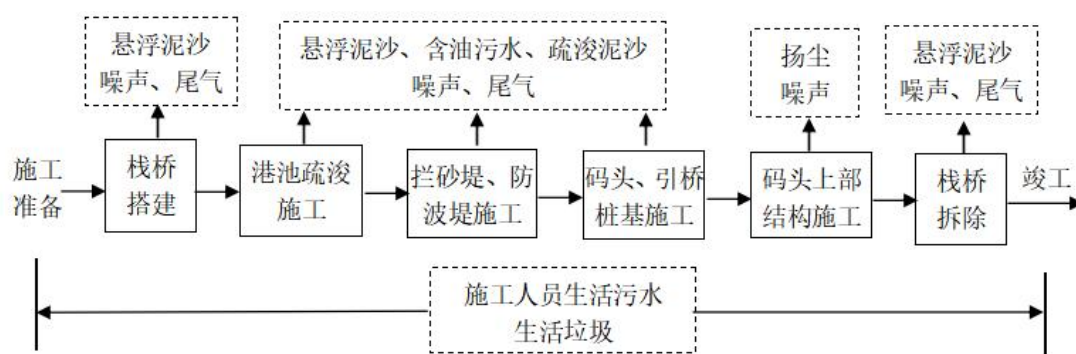 悬浮泥沙
噪声、尾气
悬浮泥沙、含油污水、疏浚泥沙
噪声、尾气
扬尘
噪声
悬浮泥沙
噪声、尾气
施工
准备
栈桥
搭建
港池疏浚
施工
拦砂堤、防
波堤施工
码头、引桥
桩基施工
码头上部
结构施工
栈桥
拆除
竣工
施工人员生活污水
生活垃圾